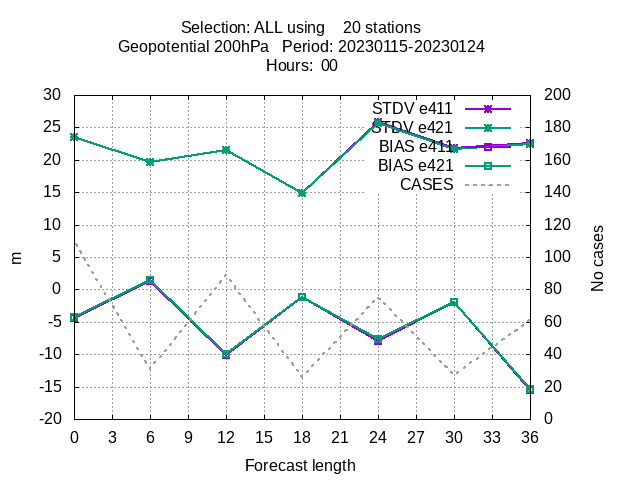 Selection: ALL using    20 stations
Geopotential 200hPa   Period: 20230115-20230124
Hours:  00
30
25
20
15
10
5
0
-5
-10
-15
-20
m
200
180
160
140
120
100
80
60
40
20
0
No cases
STDV e411
STDV e421
BIAS e411
BIAS e421
CASES
0 3 6 9 12 15 18 21 24 27 30 33 36
Forecast length